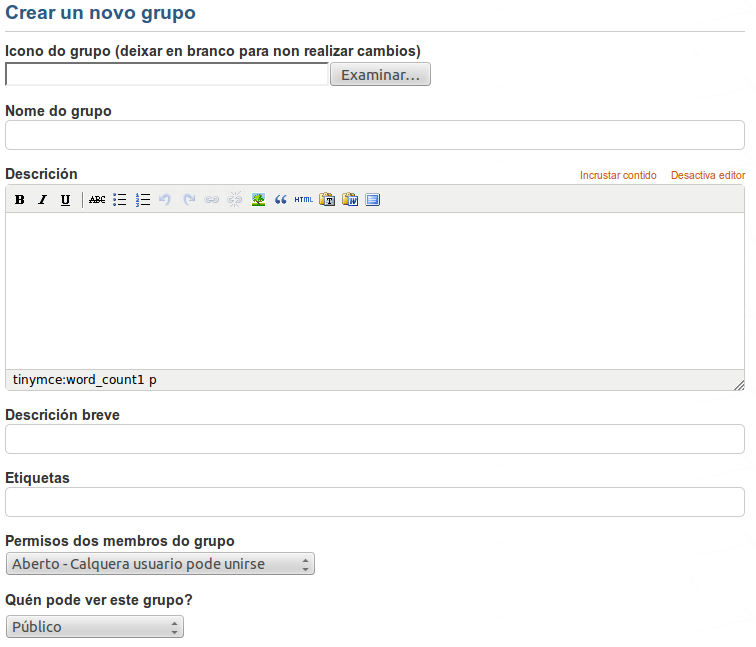 Crear un novo grupo
Icono do grupo (deixar en branco para non realizar cambios)
Examinar...
Nome do grupo
Descrición Incrustar contido Desactiva editor
B I U ABC HTML
tinymce:word_count1 p
Descrición breve
Etiquetas
Permisos dos membros do grupo
Aberto - Calquera usuario pode unirse
Quén pode ver este grupo?
Público